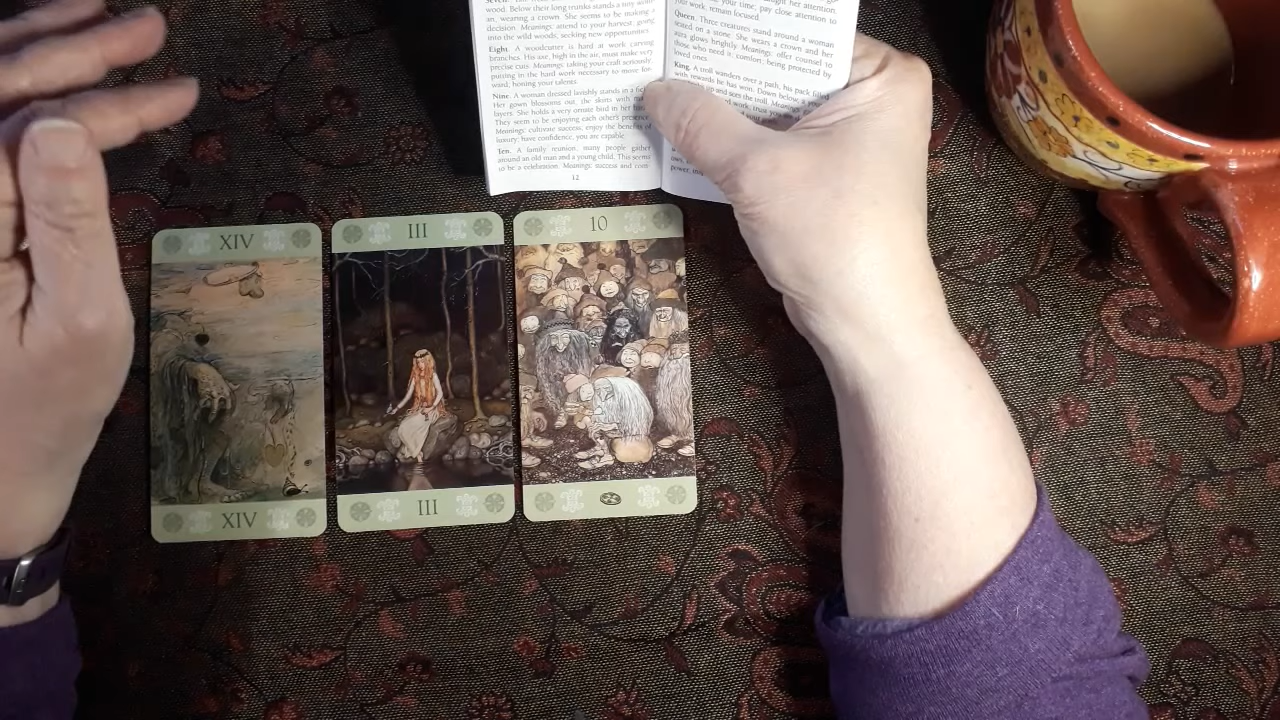 wood. Below their long trunks stands a tiny wom-
an, wearing a crown. She seems to be making a
decision. Meanings: attend to your harvest; going
into the wild woods; seeking new opportunities.
Eight. A woodcutter is hard at work carving
branches. His axe, high in the air, must make very
precise cuts. Meanings: taking your craft seriously,
putting in the hard work necessary to move for-
ward; honing your talents.
Nine. A woman dressed lavishly stands in a
Her gown blossoms out, the skirts with
layers. She holds a very ornate bird in her
They seem to be enjoying each other's presence.
Meanings: cultivate success; enjoy the benefits of
luxury; have confidence, you are capable.
Ten. A family reunion, many people gather
around an old man and a young child. This seems
to be a celebration. Meanings: success and
12
her attention.
your time, pay close attention to
your work, remain focused.
Queen. Three creatures stand around a woman
seated on a stone. She wears a crown and her
aura glows brightly. Meanings: offer counsel to
those who need it; comfort; being protected by
loved ones.
King. A troll wanders over a path, his pack
with rewards he has won. Down below, a
up and sees the troll.
work, trust
power,
XIV
III
10
XIV
III